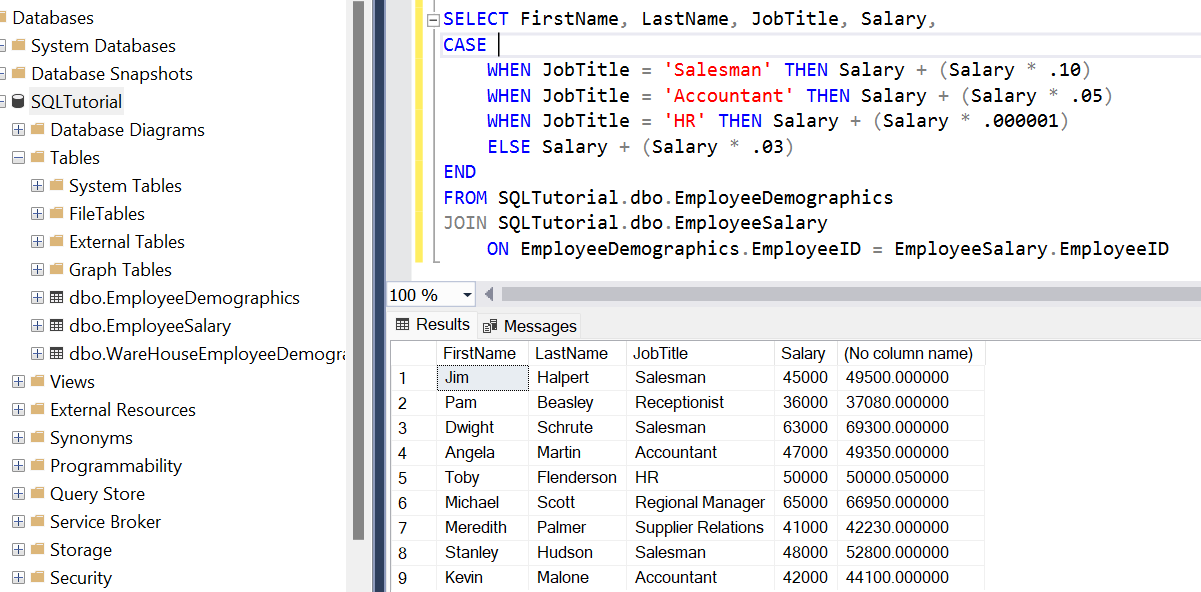 Databases
System Databases
Database Snapshots
SQLTutorial
Database Diagrams
Tables
System Tables
FileTables
External Tables
Graph Tables
dbo.EmployeeDemographics
dbo.EmployeeSalary
dbo.WareHouseEmployeeDemogra
Views
External Resources
Synonyms
Programmability
Query Store
Service Broker
Storage
Security
SELECT FirstName, LastName, JobTitle, Salary,
CASE
WHEN JobTitle = 'Salesman' THEN Salary + (Salary * .10)
WHEN JobTitle = 'Accountant' THEN Salary + (Salary * .05)
WHEN JobTitle = 'HR' THEN Salary + (Salary * .000001)
ELSE Salary + (Salary * .03)
END
FROM SQLTutorial.dbo.EmployeeDemographics
JOIN SQLTutorial.dbo.EmployeeSalary
ON EmployeeDemographics.EmployeeID = EmployeeSalary.EmployeeID
100 %
Results Messages
FirstName LastName JobTitle Salary (No column name)
1 Jim Halpert Salesman 45000 49500.000000
2 Pam Beasley Receptionist 36000 37080.000000
3 Dwight Schrute Salesman 63000 69300.000000
4 Angela Martin Accountant 47000 49350.000000
5 Toby Flenderson HR 50000 50000.050000
6 Michael Scott Regional Manager 65000 66950.000000
7 Meredith Palmer Supplier Relations 41000 42230.000000
8 Stanley Hudson Salesman 48000 52800.000000
9 Kevin Malone Accountant 42000 44100.000000